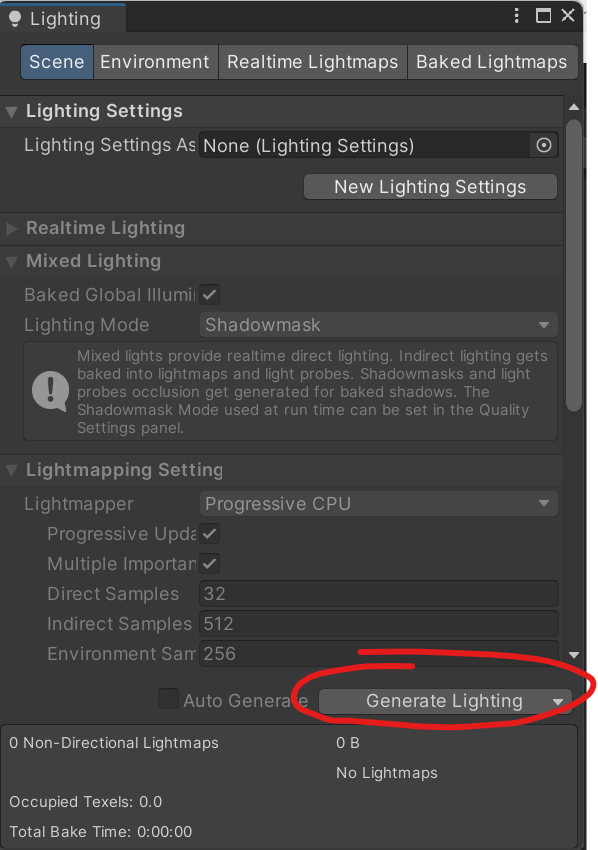 Lighting
Scene Environment Realtime Lightmaps Baked Lightmaps
Lighting Settings
Lighting Settings As None (Lighting Settings)
New Lighting Settings
Realtime Lighting
Mixed Lighting
Baked Global Illumi
Lighting Mode Shadowmask
Mixed lights provide realtime direct lighting. Indirect lighting gets
baked into lightmaps and light probes. Shadowmasks and light
probes occlusion get generated for baked shadows. The
Shadowmask Mode used at run time can be set in the Quality
Settings panel.
Lightmapping Setting
Lightmapper Progressive CPU
Progressive Upda
Multiple Importan
Direct Samples 32
Indirect Samples 512
Environment Sam 256
Auto Generate Generate Lighting
0 Non-Directional Lightmaps 0 B
No Lightmaps
Occupied Texels: 0.0
Total Bake Time: 0:00:00